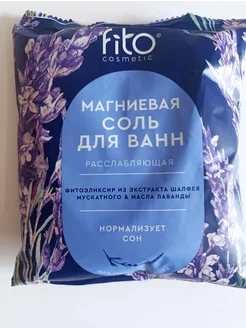 fito®
cosmetic
МАГНИЕВАЯ
СОЛЬ
ДЛЯ ВАНН
РАССЛАБЛЯЮЩАЯ
ФИТОЭЛИКСИР ИЗ ЭКСТРАКТА ШАЛФЕЯ
МУСКАТНОГО & МАСЛА ЛАВАНДЫ
НОРМАЛИЗУЕТ
СОН